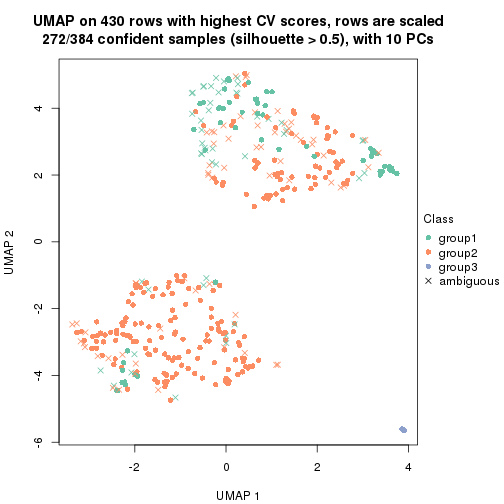 UMAP on 430 rows with highest CV scores, rows are scaled
272/384 confident samples (silhouette > 0.5), with 10 PCs
4
2
0
-2
-4
-6
UMAP 2
-2
0
2
4
UMAP 1
Class
group1
group2
group3
ambiguous